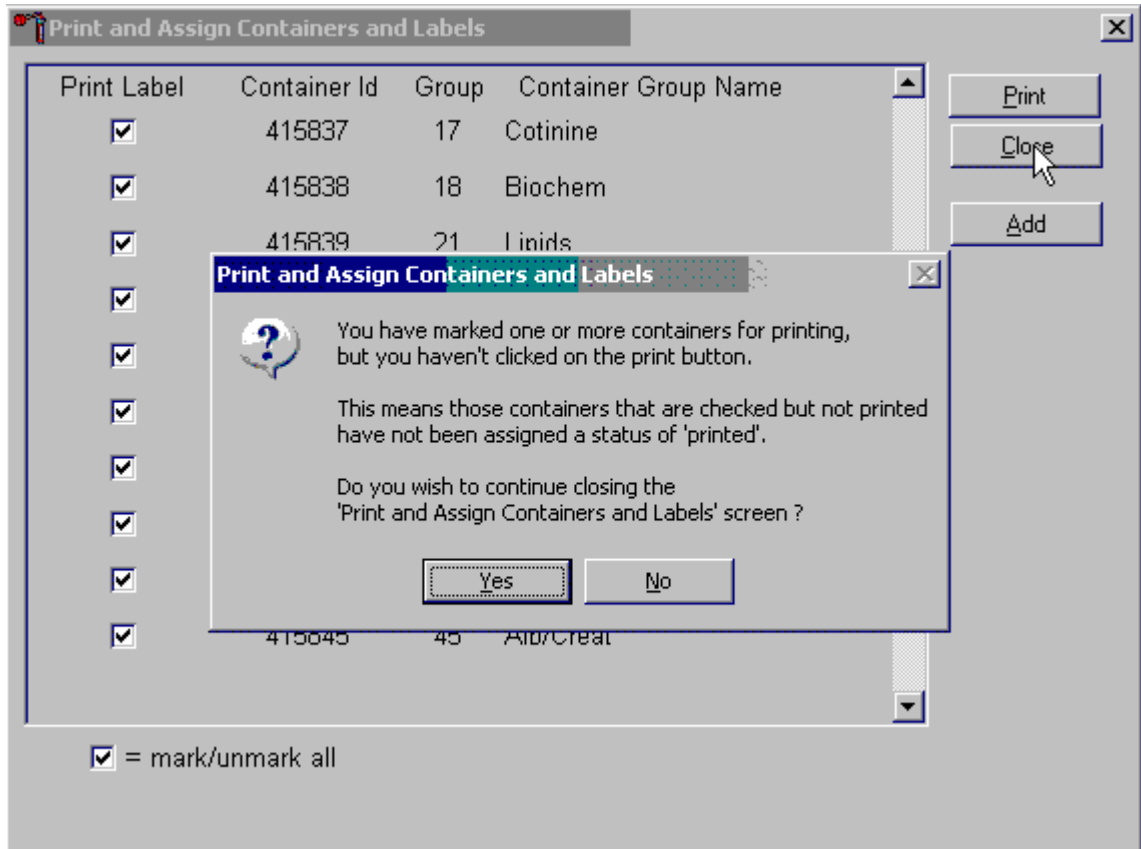 Print and Assign Containers and Labels
Print Label Container Id Group Container Group Name
415837 17 Cotinine
415838 18 Biochem
415839 21 Lipids
Print
Close
Add
Print and Assign Containers and Labels
You have marked one or more containers for printing,
but you haven't clicked on the print button.
This means those containers that are checked but not printed
have not been assigned a status of 'printed'.
Do you wish to continue closing the
'Print and Assign Containers and Labels' screen ?
Yes No
415845 45 Alb/Creat
= mark/unmark all